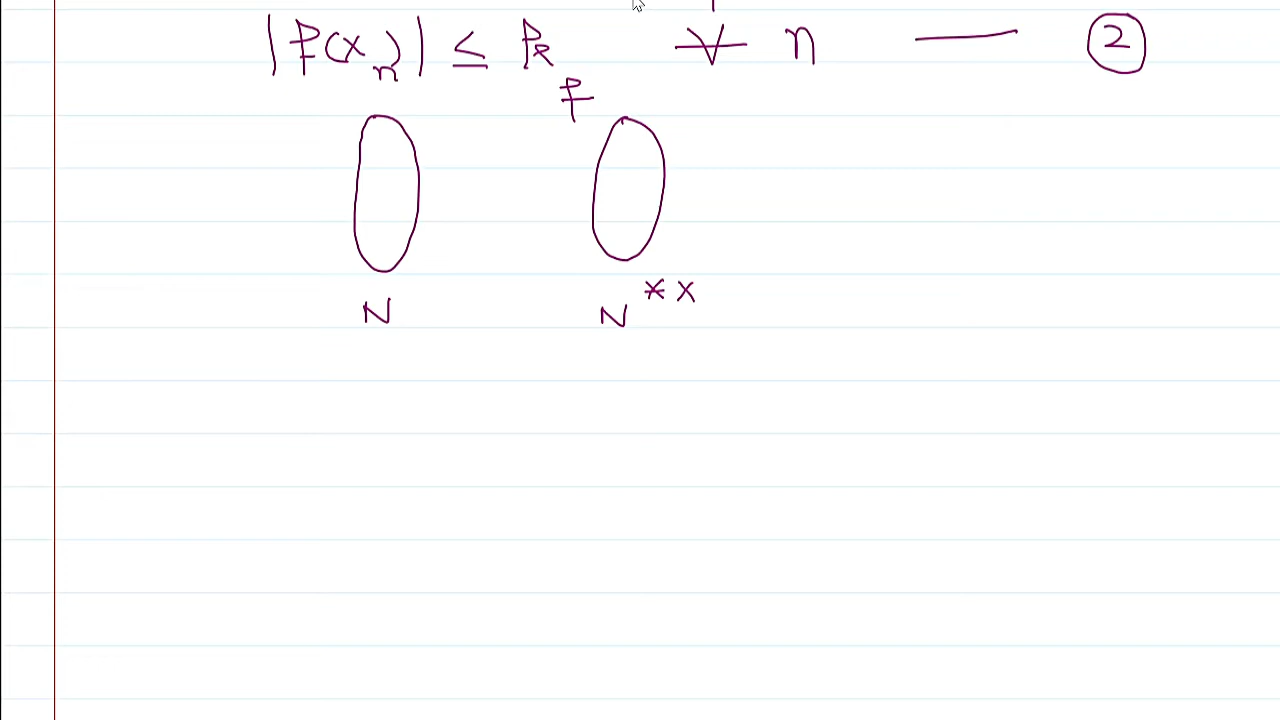 |f(x_n)| ≤ k_f ∀ n — ②
N N**